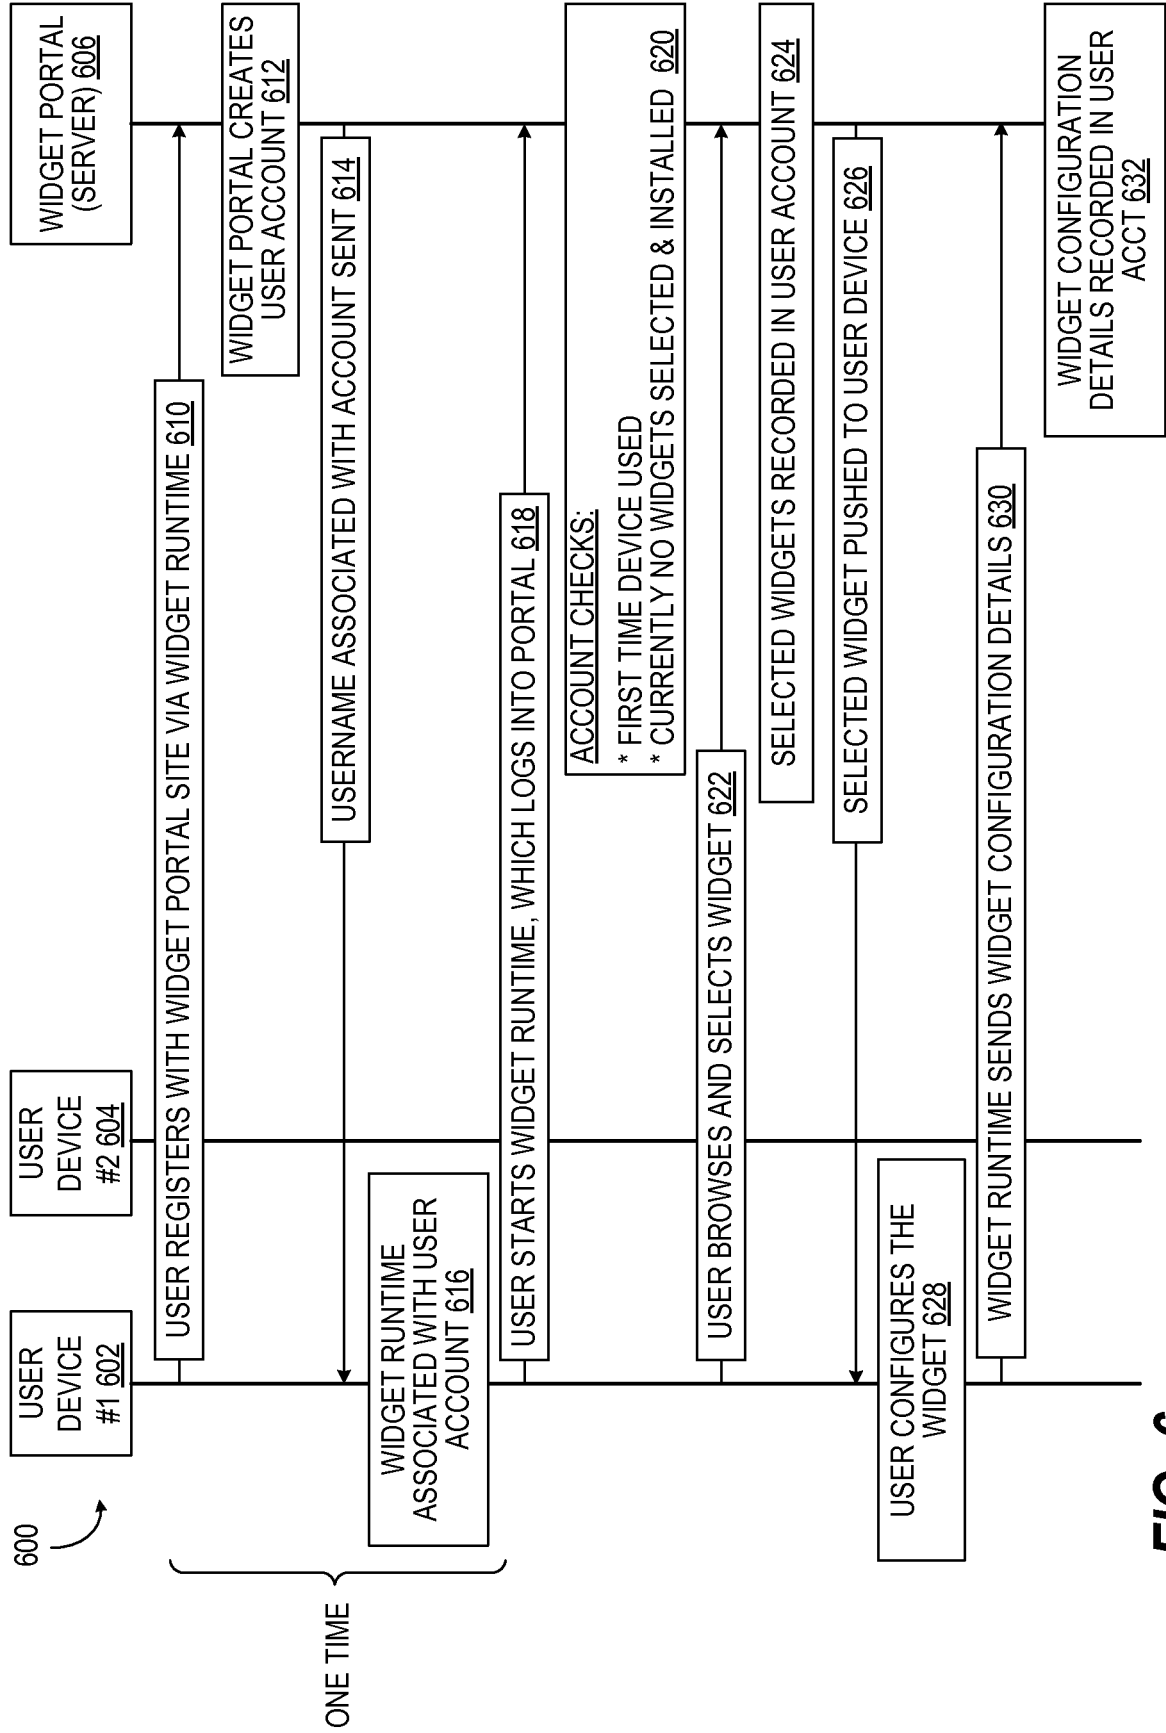 600
USER
DEVICE
#1 602
USER
DEVICE
#2 604
WIDGET PORTAL
(SERVER) 606
USER REGISTERS WITH WIDGET PORTAL SITE VIA WIDGET RUNTIME 610
WIDGET PORTAL CREATES
USER ACCOUNT 612
USERNAME ASSOCIATED WITH ACCOUNT SENT 614
ONE TIME
WIDGET RUNTIME
ASSOCIATED WITH USER
ACCOUNT 616
USER STARTS WIDGET RUNTIME, WHICH LOGS INTO PORTAL 618
ACCOUNT CHECKS:
* FIRST TIME DEVICE USED
* CURRENTLY NO WIDGETS SELECTED & INSTALLED 620
USER BROWSES AND SELECTS WIDGET 622
SELECTED WIDGETS RECORDED IN USER ACCOUNT 624
SELECTED WIDGET PUSHED TO USER DEVICE 626
USER CONFIGURES THE
WIDGET 628
WIDGET RUNTIME SENDS WIDGET CONFIGURATION DETAILS 630
WIDGET CONFIGURATION
DETAILS RECORDED IN USER
ACCT 632